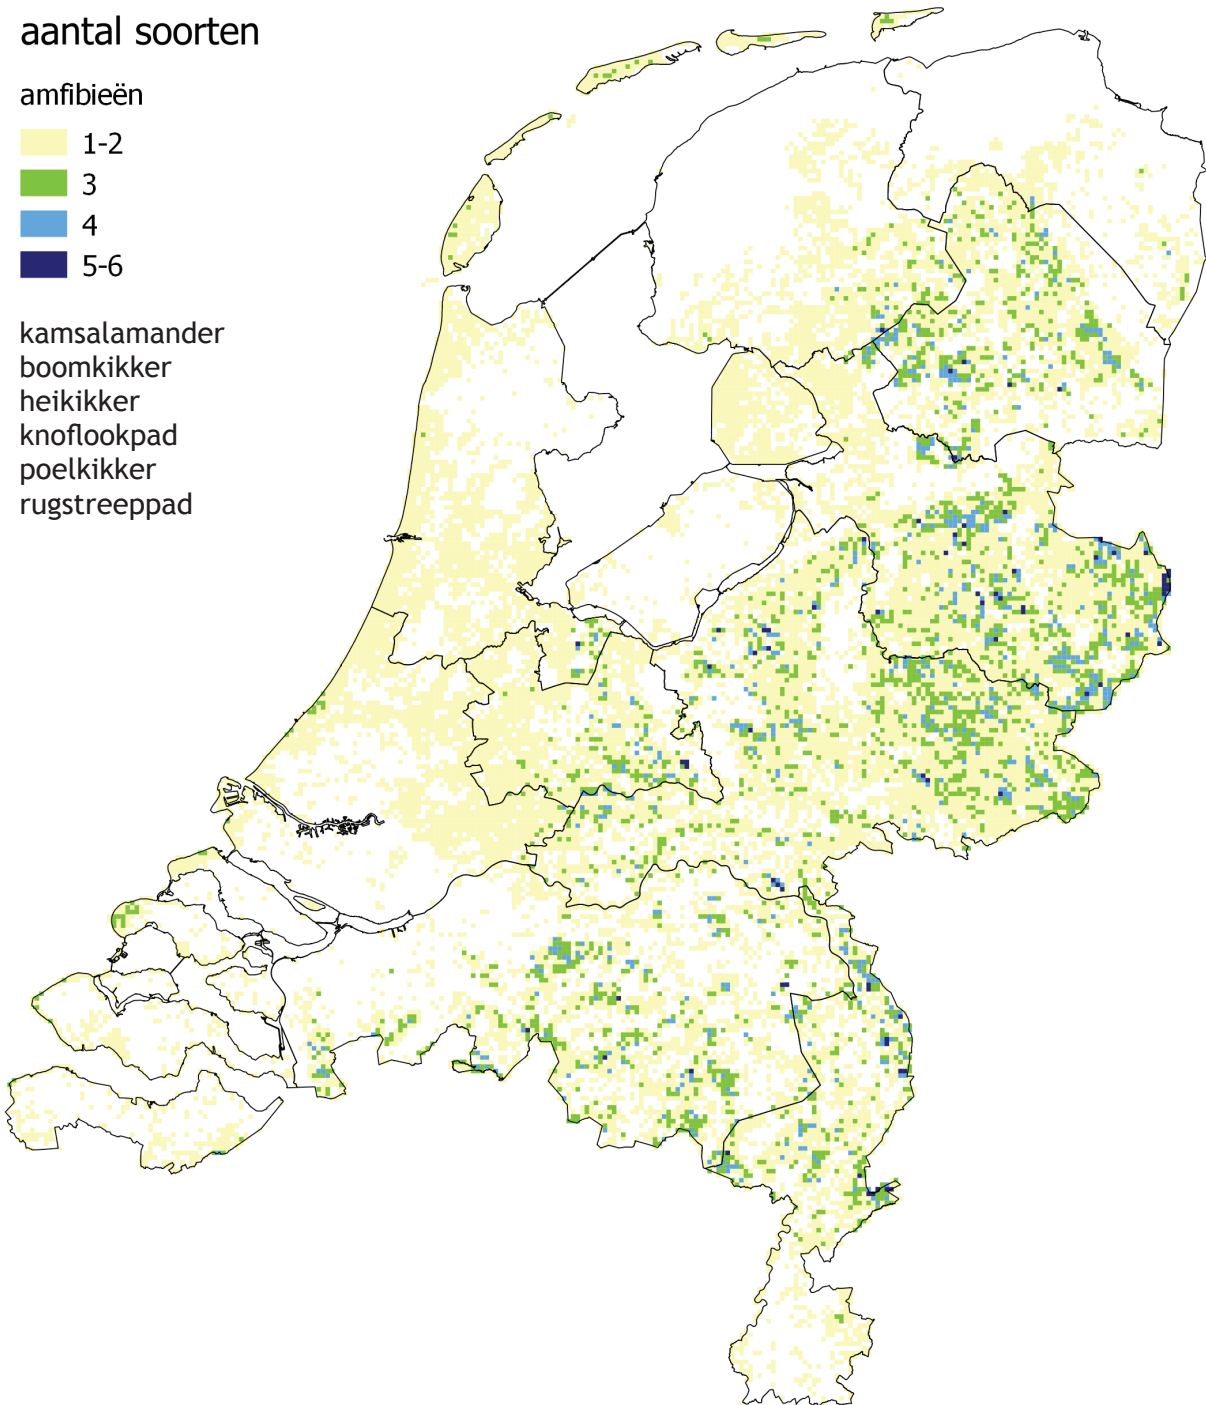 aantal soorten
amfibieën
1-2
3
4
5-6
kamsalamander
boomkikker
heikikker
knoflookpad
poelkikker
rugstreeppad